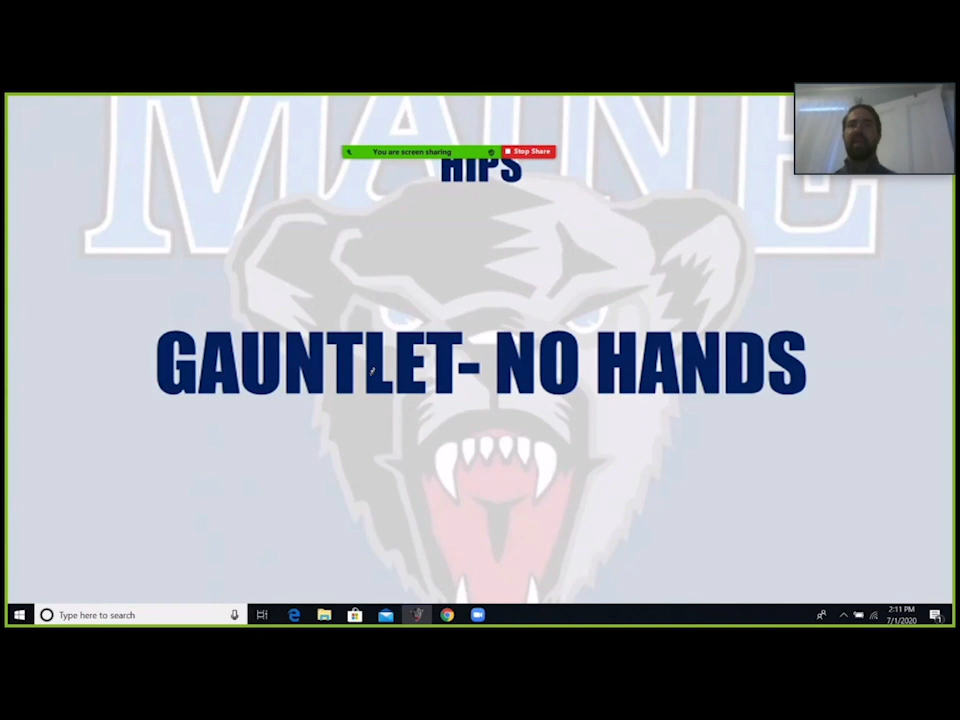 MAINE
You are screen sharing
Stop Share
HIPS
GAUNTLET- NO HANDS
Type here to search
2:11 PM
7/1/2020